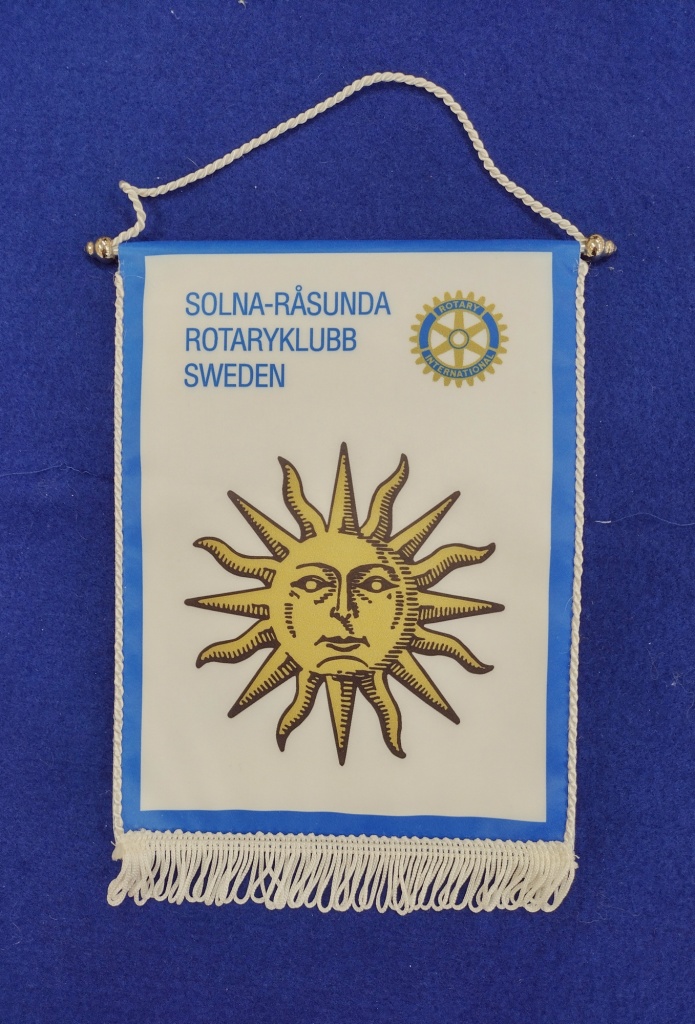 SOLNA-RÅSUNDA
ROTARYKLUBB
SWEDEN
ROTARY
INTERNATIONAL